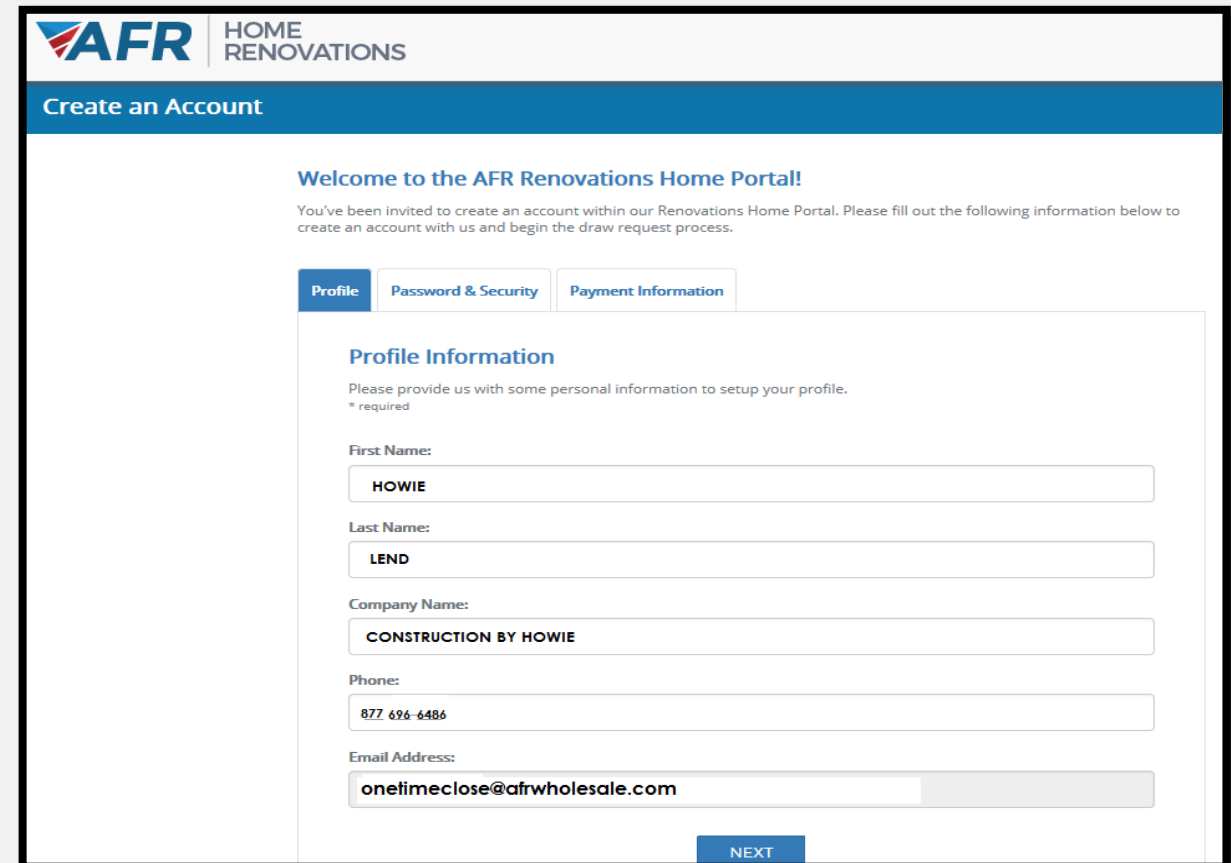 AFR HOME
RENOVATIONS
Create an Account
Welcome to the AFR Renovations Home Portal!
You've been invited to create an account within our Renovations Home Portal. Please fill out the following information below to
create an account with us and begin the draw request process.
Profile Password & Security Payment Information
Profile Information
Please provide us with some personal information to setup your profile.
* required
First Name:
HOWIE
Last Name:
LEND
Company Name:
CONSTRUCTION BY HOWIE
Phone:
877 696-6486
Email Address:
onetimeclose@afrwholesale.com
NEXT